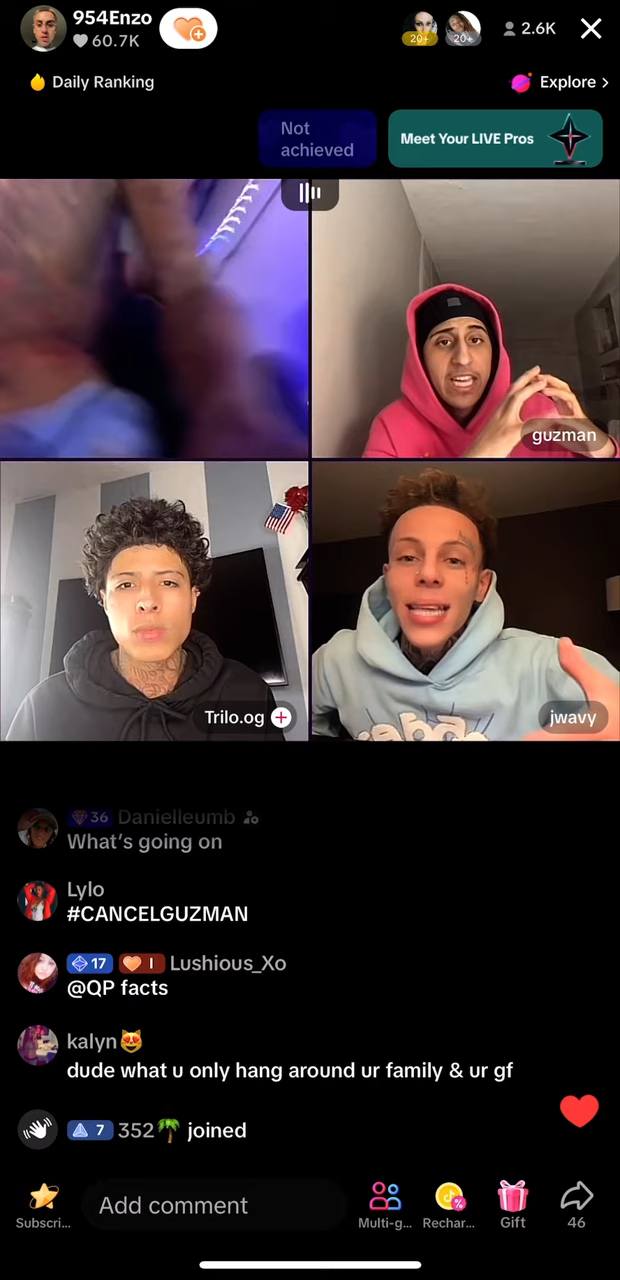 954Enzo
60.7K
20+
20+
2.6K
Daily Ranking
Explore >
Not
achieved
Meet Your LIVE Pros
guzman
Trilo.og
jwavy
36 Danielleumb
What's going on
Lylo
#CANCELGUZMAN
17 I Lushious_Xo
@QP facts
kalyn😻
dude what u only hang around ur family & ur gf
7 352🌴 joined
Subscri...
Add comment
Multi-g...
Rechar...
Gift
46